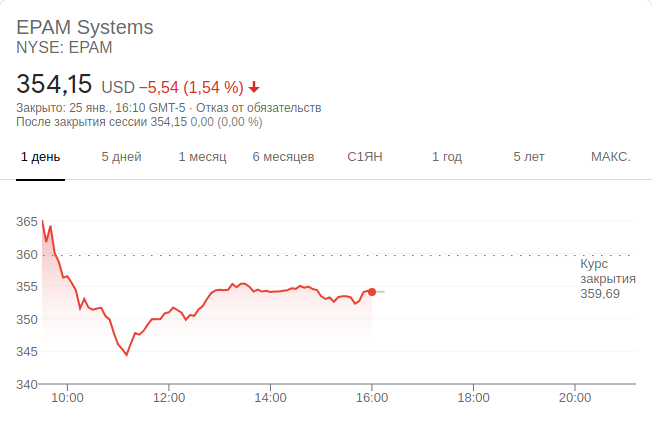 EPAM Systems
NYSE: EPAM
354,15 USD −5,54 (1,54 %)
Закрыто: 25 янв., 16:10 GMT-5 · Отказ от обязательств
После закрытия сессии 354,15 0,00 (0,00 %)
1 день 5 дней 1 месяц 6 месяцев С1ЯН 1 год 5 лет МАКС.
365
360
Курс
закрытия
359,69
355
350
345
340
10:00 12:00 14:00 16:00 18:00 20:00